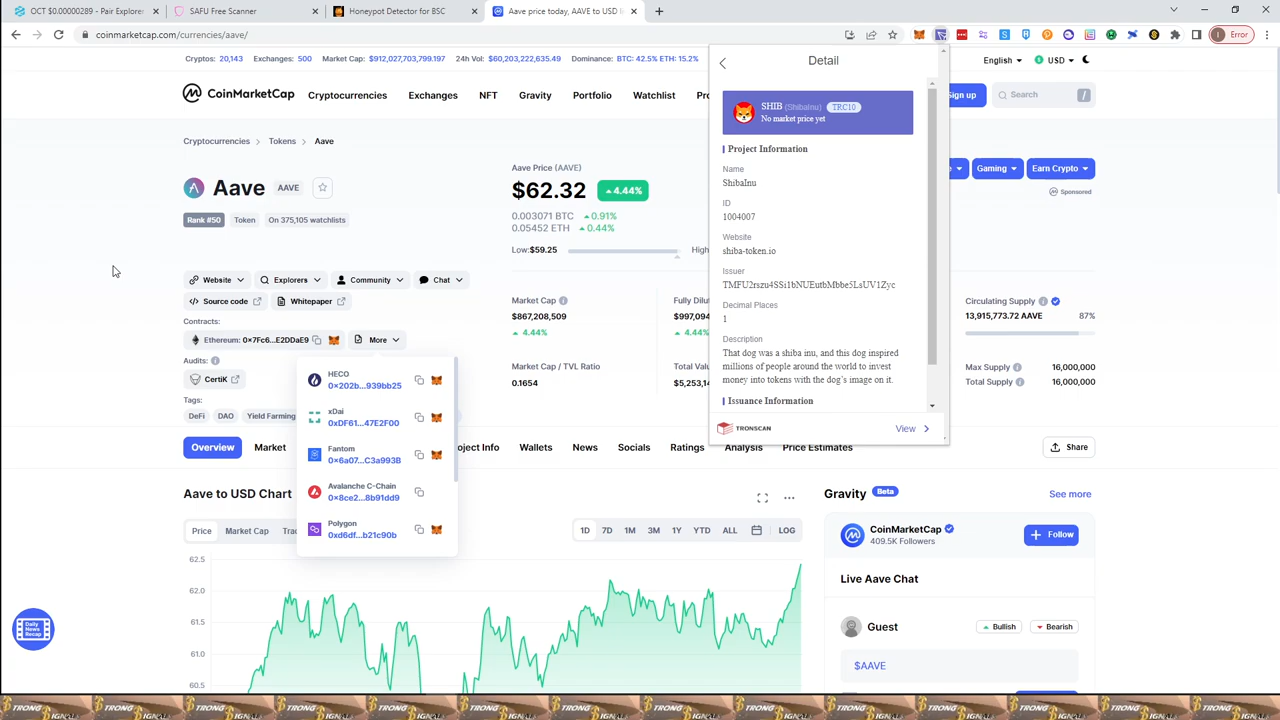 OCT $0.00000289 - Pair Explorer
SAFU Free Scanner
Honeypot Detector for BSC
Aave price today, AAVE to USD
coinmarketcap.com/currencies/aave/
Error
Cryptos: 20,143
Exchanges: 500
Market Cap: $912,027,703,799.197
24h Vol: $60,203,222,635.49
Dominance: BTC: 42.5% ETH: 15.2%
English
USD
CoinMarketCap
Cryptocurrencies
Exchanges
NFT
Gravity
Portfolio
Watchlist
Sign up
Search
/
Cryptocurrencies > Tokens > Aave
Gaming
Earn Crypto
Sponsored
Aave
AAVE
Rank #50
Token
On 375,105 watchlists
Aave Price (AAVE)
$62.32
4.44%
0.003071 BTC
0.91%
0.05452 ETH
0.44%
Low: $59.25
High
Website
Explorers
Community
Chat
Source code
Whitepaper
Contracts:
Ethereum: 0x7Fc6...E2DDaE9
More
Audits:
CertiK
Tags:
DeFi
DAO
Yield Farming
HECO
0x202b...939bb25
xDai
0xDF61...47E2F00
Fantom
0x6a07...C3a993B
Avalanche C-Chain
0x8ce2...8b91dd9
Polygon
0xd6df...b21c90b
Market Cap
$867,208,509
4.44%
Market Cap / TVL Ratio
0.1654
Fully Dilu
$997,094
4.44%
Total Valu
$5,253,14
Detail
SHIB (ShibaInu) TRC10
No market price yet
Project Information
Name
ShibaInu
ID
1004007
Website
shiba-token.io
Issuer
TMFU2rszu4SSi1bNUEutbMbbe5LsUV1Zyc
Decimal Places
1
Description
That dog was a shiba inu, and this dog inspired
millions of people around the world to invest
money into tokens with the dog's image on it.
Issuance Information
TRONSCAN
View
Circulating Supply
13,915,773.72 AAVE
87%
Max Supply
16,000,000
Total Supply
16,000,000
Overview
Market
ject Info
Wallets
News
Socials
Ratings
Analysis
Price Estimates
Share
Aave to USD Chart
Price
Market Cap
1D
7D
1M
3M
1Y
YTD
ALL
LOG
62.5
62.0
61.5
61.0
60.5
Daily
News
Recap
Gravity
Beta
See more
CoinMarketCap
409.5K Followers
Follow
Live Aave Chat
Guest
Bullish
Bearish
$AAVE